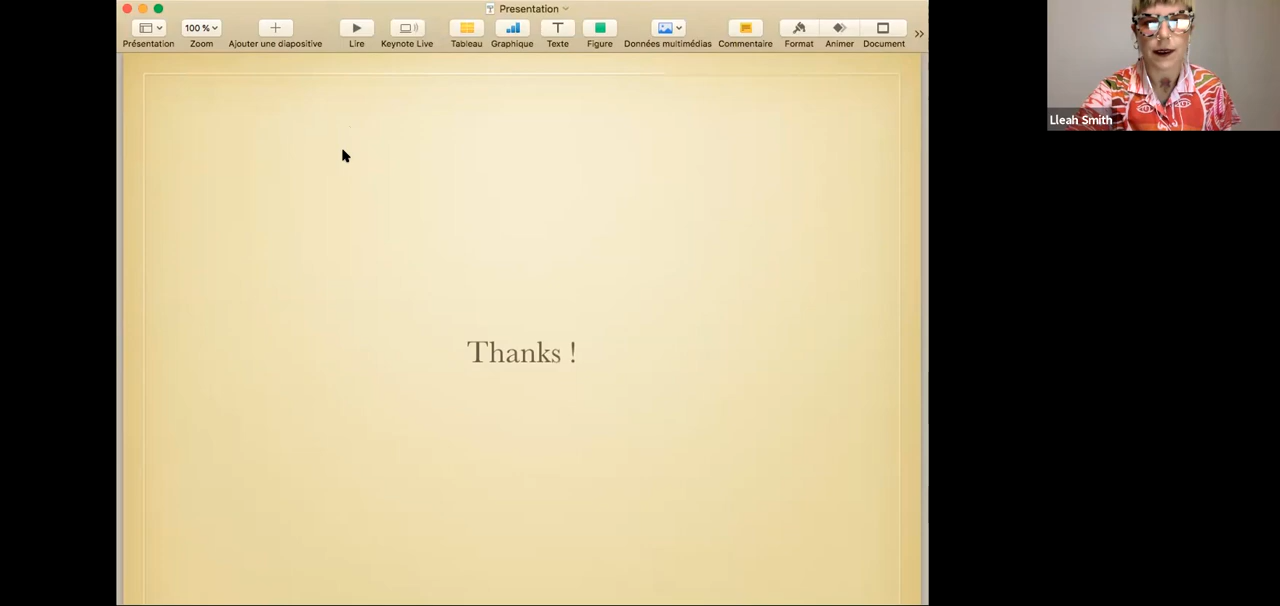 Presentation
100 %
Présentation Zoom Ajouter une diapositive Lire Keynote Live Tableau Graphique Texte Figure Données multimédias Commentaire Format Animer Document
Lleah Smith
Thanks !